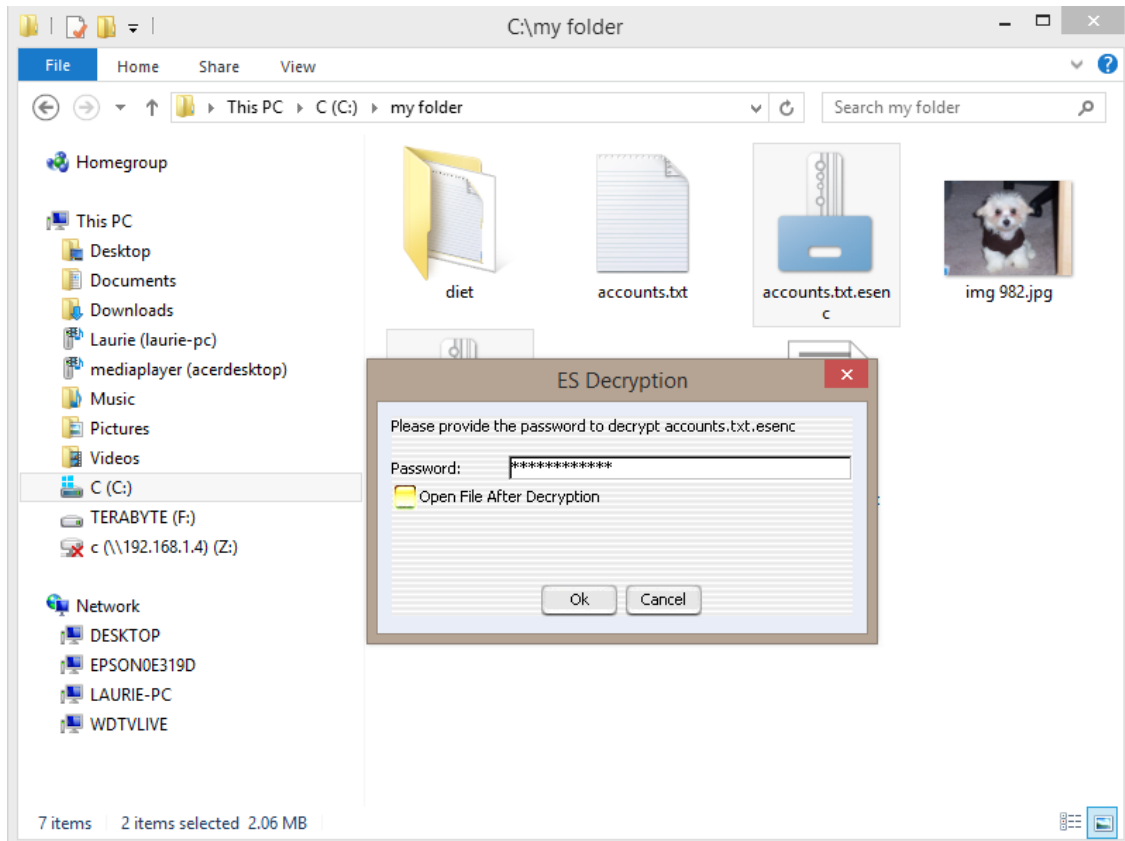 C:\my folder
File Home Share View
This PC C (C:) my folder
Search my folder
Homegroup
This PC
Desktop
Documents
Downloads
Laurie (laurie-pc)
mediaplayer (acerdesktop)
Music
Pictures
Videos
C (C:)
TERABYTE (F:)
c (\\192.168.1.4) (Z:)
Network
DESKTOP
EPSON0E319D
LAURIE-PC
WDTVLIVE
diet
accounts.txt
accounts.txt.esen
c
img 982.jpg
ES Decryption
Please provide the password to decrypt accounts.txt.esenc
Password: ************
Open File After Decryption
Ok Cancel
7 items 2 items selected 2.06 MB